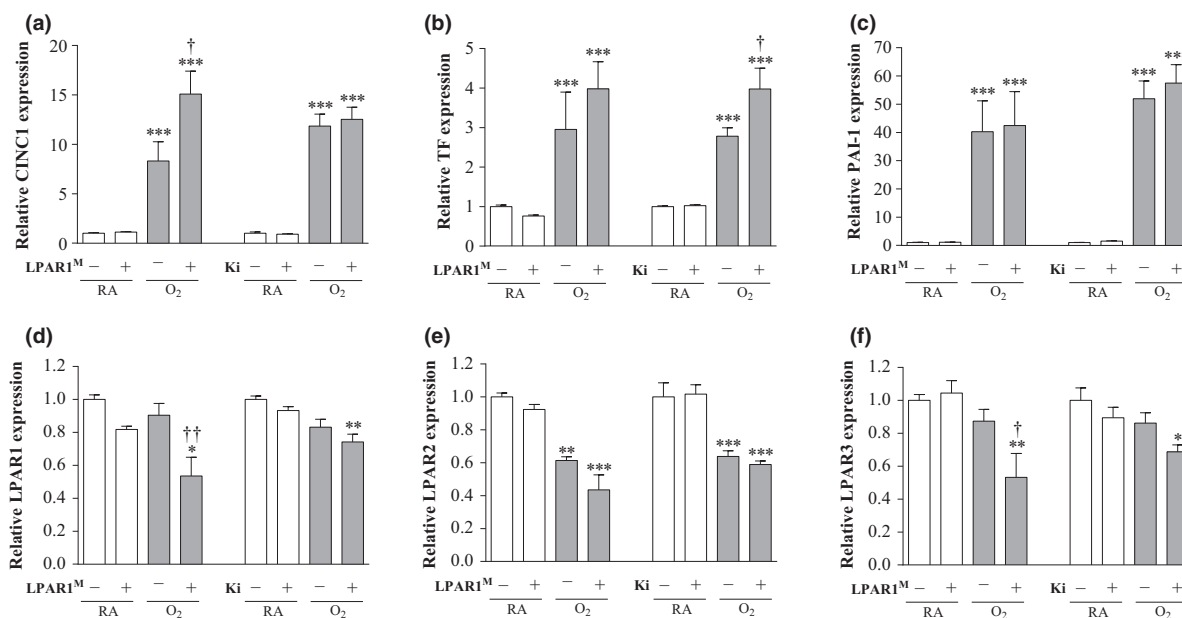 (a)
Relative CINC1 expression
20
15
10
5
0
***
***
†
***
***
LPAR1ᴹ − + − +
Ki − + − +
RA O₂ RA O₂
(b)
Relative TF expression
5
4
3
2
1
0
***
***
***
***
†
LPAR1ᴹ − + − +
Ki − + − +
RA O₂ RA O₂
(c)
Relative PAI-1 expression
70
60
50
40
30
20
10
0
***
***
***
**
LPAR1ᴹ − + − +
Ki − + − +
RA O₂ RA O₂
(d)
Relative LPAR1 expression
1.2
1.0
0.8
0.6
0.4
0.2
0.0
††
*
**
LPAR1ᴹ − + − +
Ki − + − +
RA O₂ RA O₂
(e)
Relative LPAR2 expression
1.2
1.0
0.8
0.6
0.4
0.2
0.0
**
***
***
***
LPAR1ᴹ − + − +
Ki − + − +
RA O₂ RA O₂
(f)
Relative LPAR3 expression
1.2
1.0
0.8
0.6
0.4
0.2
0.0
†
**
*
LPAR1ᴹ − + − +
Ki − + − +
RA O₂ RA O₂